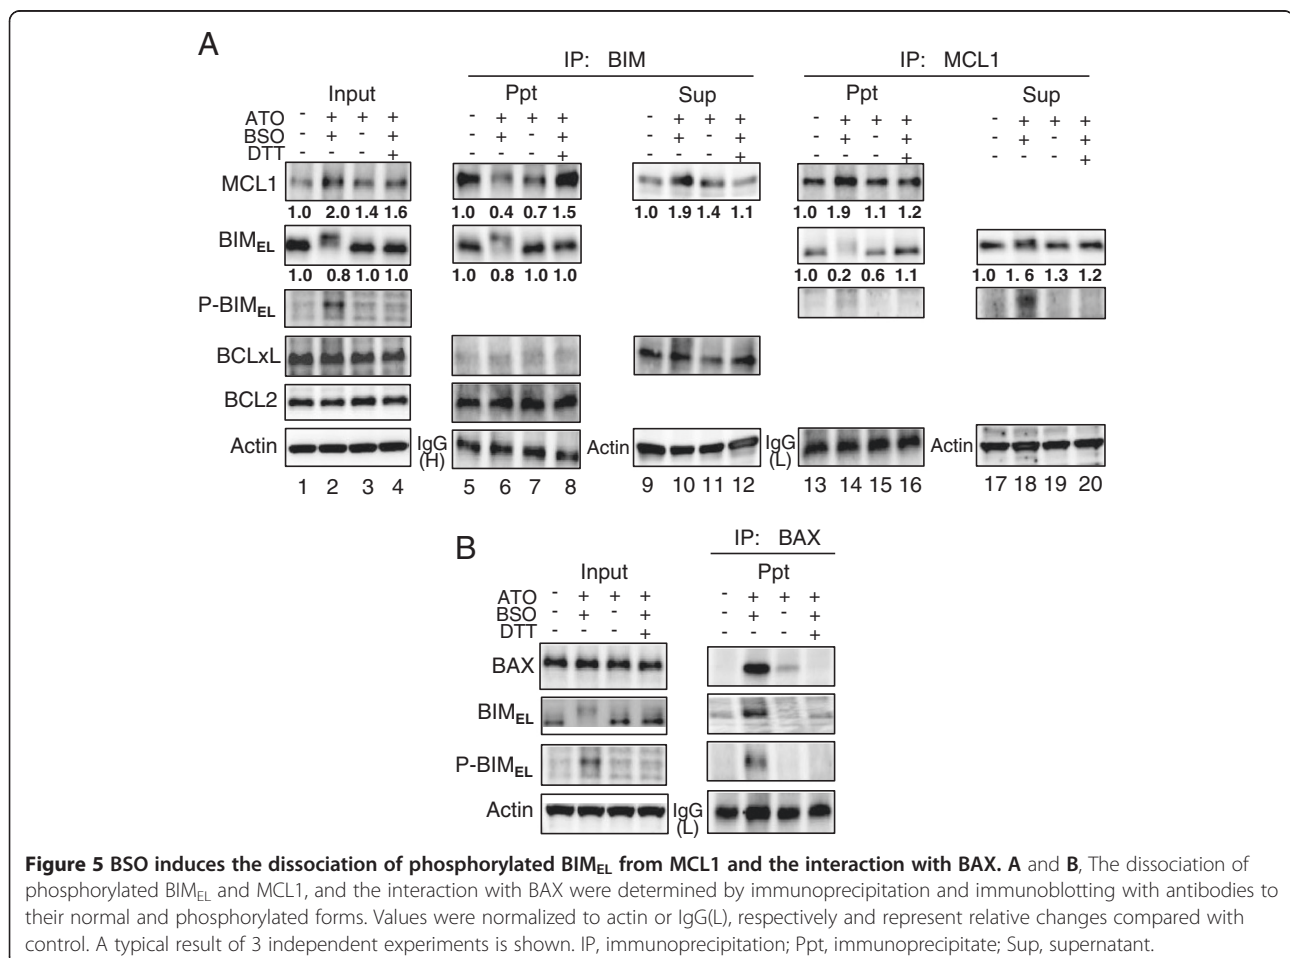 A
IP: BIM
IP: MCL1
Input
Ppt
Sup
Ppt
Sup
ATO - + + + - + + + - + + + - + + + - + + +
BSO - + - + - + - + - + - + - + - + - + - +
DTT - - - + - - - + - - - + - - - + - - - +
MCL1
1.0 2.0 1.4 1.6 1.0 0.4 0.7 1.5 1.0 1.9 1.4 1.1 1.0 1.9 1.1 1.2
BIMEL
1.0 0.8 1.0 1.0 1.0 0.8 1.0 1.0 1.0 0.2 0.6 1.1 1.0 1.6 1.3 1.2
P-BIMEL
BCLxL
BCL2
Actin IgG (H) Actin IgG (L) Actin
1 2 3 4 5 6 7 8 9 10 11 12 13 14 15 16 17 18 19 20
B
IP: BAX
Input
Ppt
ATO - + + + - + + +
BSO - + - + - + - +
DTT - - - + - - - +
BAX
BIMEL
P-BIMEL
Actin IgG (L)
Figure 5 BSO induces the dissociation of phosphorylated BIMEL from MCL1 and the interaction with BAX. A and B, The dissociation of
phosphorylated BIMEL and MCL1, and the interaction with BAX were determined by immunoprecipitation and immunoblotting with antibodies to
their normal and phosphorylated forms. Values were normalized to actin or IgG(L), respectively and represent relative changes compared with
control. A typical result of 3 independent experiments is shown. IP, immunoprecipitation; Ppt, immunoprecipitate; Sup, supernatant.